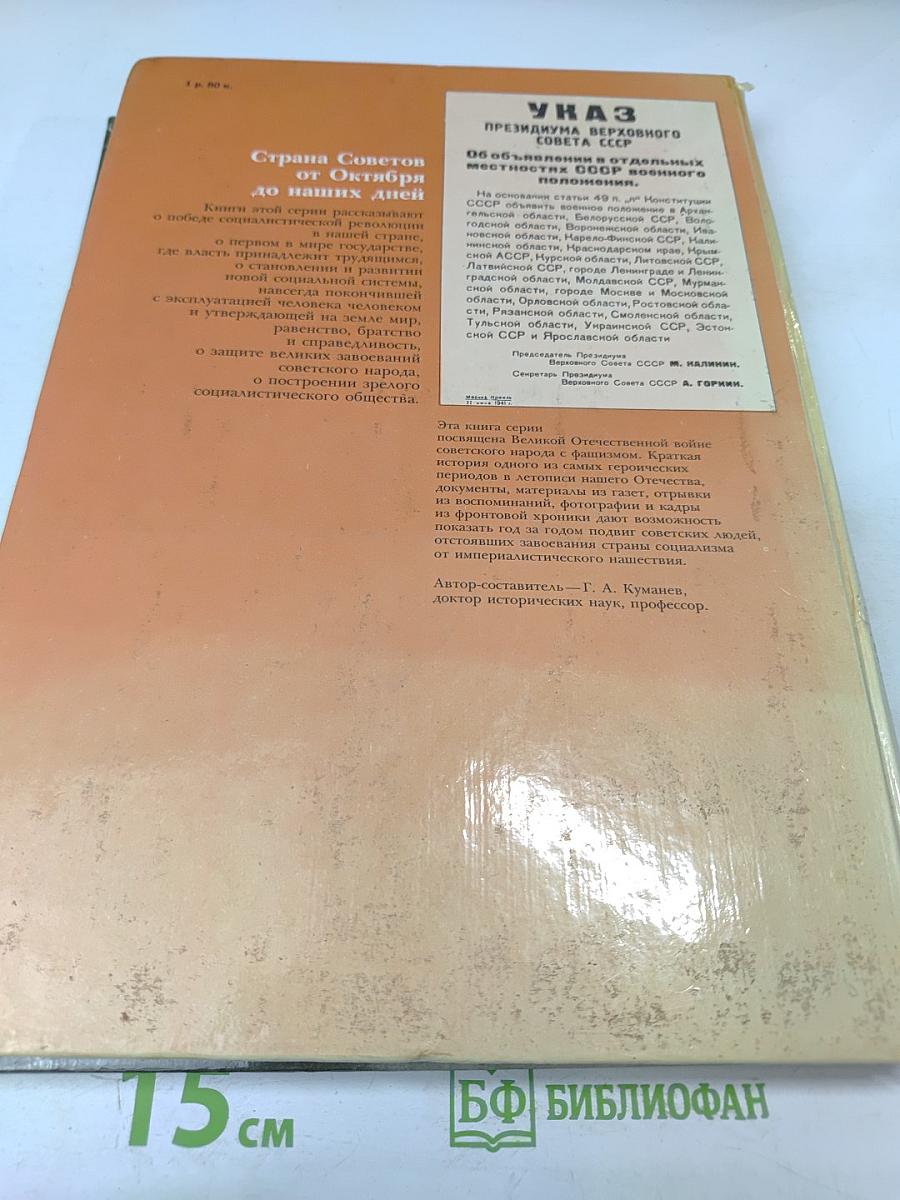 1 р. 80 к.
Страна Советов
от Октября
до наших дней
Книги этой серии рассказывают
о победе социалистической революции
в нашей стране,
о первом в мире государстве,
где власть принадлежит трудящимся,
о становлении и развитии
новой социальной системы,
навсегда покончившей
с эксплуатацией человека человеком
и утверждающей на земле мир,
равенство, братство
и справедливость,
о защите великих завоеваний
советского народа,
о построении зрелого
социалистического общества.
УКАЗ
ПРЕЗИДИУМА ВЕРХОВНОГО
СОВЕТА СССР
Об объявлении в отдельных
местностях СССР военного
положения.
На основании статьи 49 п. „п" Конституции
СССР объявить военное положение в Архан-
гельской области, Белорусской ССР, Воло-
годской области, Воронежской области, Ива-
новской области, Карело-Финской ССР, Кали-
нинской области, Краснодарском крае, Крым-
ской АССР, Курской области, Литовской ССР,
Латвийской ССР, городе Ленинграде и Ленин-
градской области, Молдавской ССР, Мурман-
ской области, городе Москве и Московской
области, Орловской области, Ростовской обла-
сти, Рязанской области, Смоленской области,
Тульской области, Украинской ССР, Эстон-
ской ССР и Ярославской области
Председатель Президиума
Верховного Совета СССР М. КАЛИНИН.
Секретарь Президиума
Верховного Совета СССР А. ГОРКИН.
Москва, Кремль
22 июня 1941 г.
Эта книга серии
посвящена Великой Отечественной войне
советского народа с фашизмом. Краткая
история одного из самых героических
периодов в летописи нашего Отечества,
документы, материалы из газет, отрывки
из воспоминаний, фотографии и кадры
из фронтовой хроники дают возможность
показать год за годом подвиг советских людей,
отстоявших завоевания страны социализма
от империалистического нашествия.
Автор-составитель — Г. А. Куманев,
доктор исторических наук, профессор.
15 см
БФ БИБЛИОФАН